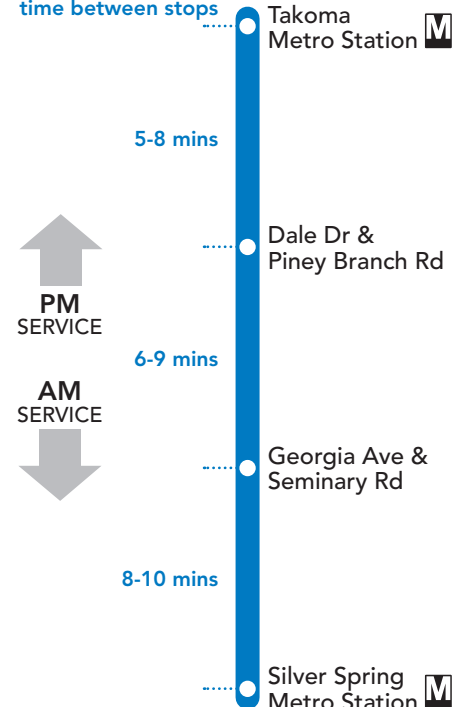 time between stops
Takoma
Metro Station M
5-8 mins
Dale Dr &
Piney Branch Rd
PM
SERVICE
6-9 mins
AM
SERVICE
Georgia Ave &
Seminary Rd
8-10 mins
Silver Spring
Metro Station M